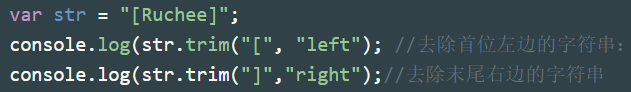 var str = "[Ruchee]";
console.log(str.trim("[", "left"); //去除首位左边的字符串：
console.log(str.trim("]","right");//去除末尾右边的字符串